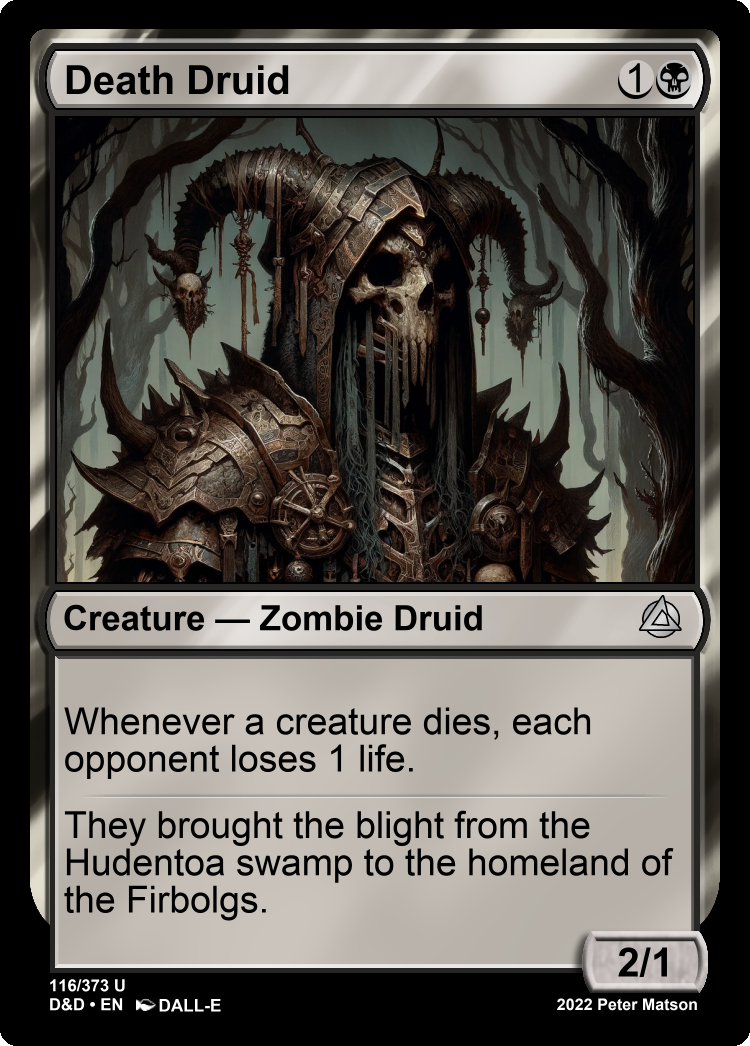 Death Druid 1
Creature — Zombie Druid
Whenever a creature dies, each
opponent loses 1 life.
They brought the blight from the
Hudentoa swamp to the homeland of
the Firbolgs.
2/1
116/373 U
D&D • EN DALL-E
2022 Peter Matson